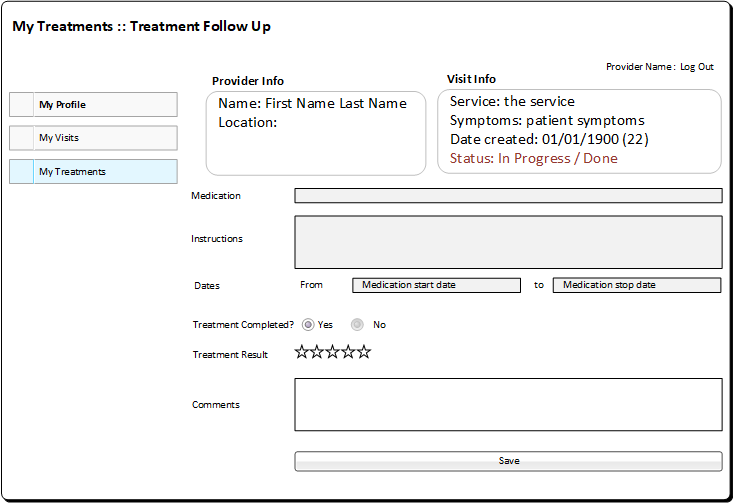 My Treatments :: Treatment Follow Up
Provider Name : Log Out
Provider Info
Name: First Name Last Name
Location:
Visit Info
Service: the service
Symptoms: patient symptoms
Date created: 01/01/1900 (22)
Status: In Progress / Done
My Profile
My Visits
My Treatments
Medication
Instructions
Dates From Medication start date to Medication stop date
Treatment Completed? Yes No
Treatment Result
Comments
Save